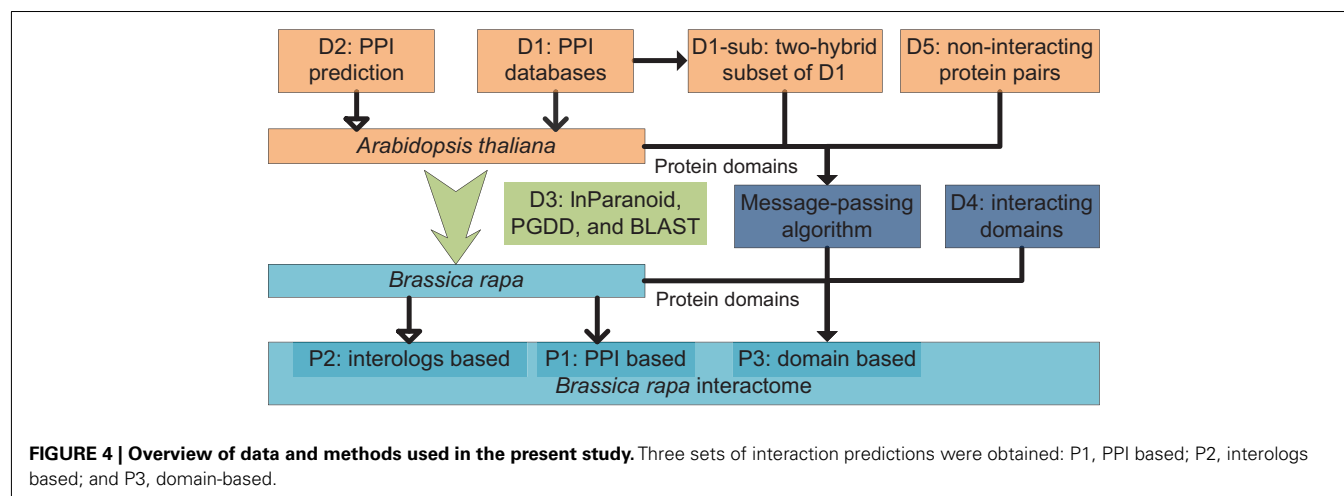 D2: PPI
prediction
D1: PPI
databases
D1-sub: two-hybrid
subset of D1
D5: non-interacting
protein pairs
Arabidopsis thaliana
Protein domains
D3: InParanoid,
PGDD, and BLAST
Message-passing
algorithm
D4: interacting
domains
Brassica rapa
Protein domains
P2: interologs based
P1: PPI based
P3: domain based
Brassica rapa interactome
FIGURE 4 | Overview of data and methods used in the present study. Three sets of interaction predictions were obtained: P1, PPI based; P2, interologs
based; and P3, domain-based.